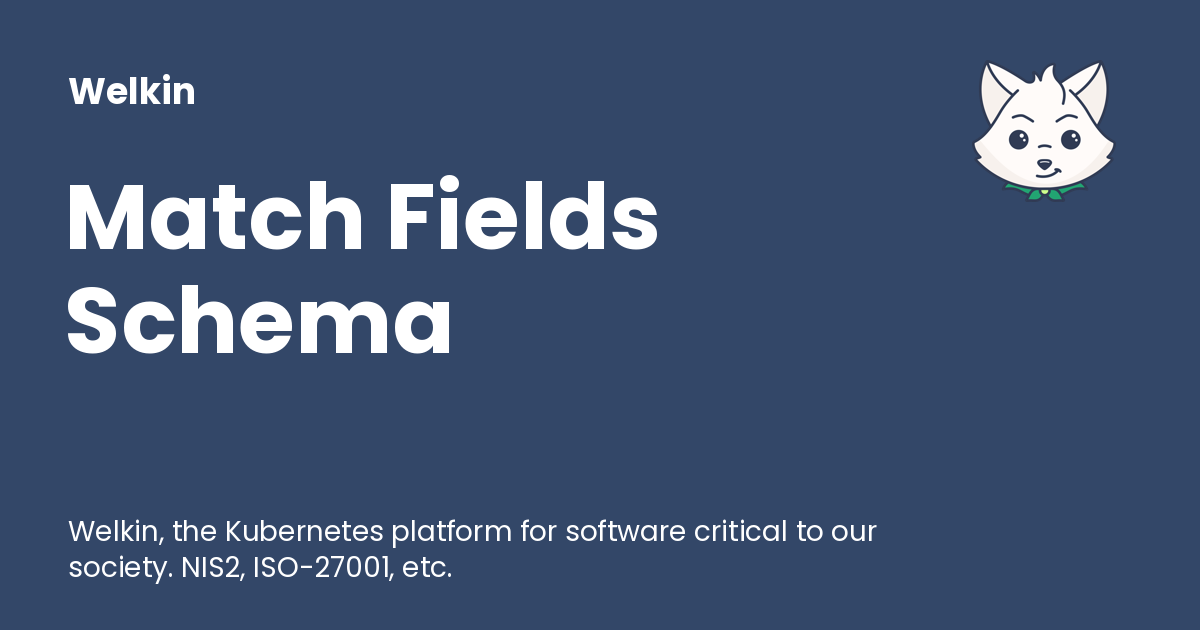 Welkin
Match Fields
Schema
Welkin, the Kubernetes platform for software critical to our
society. NIS2, ISO-27001, etc.